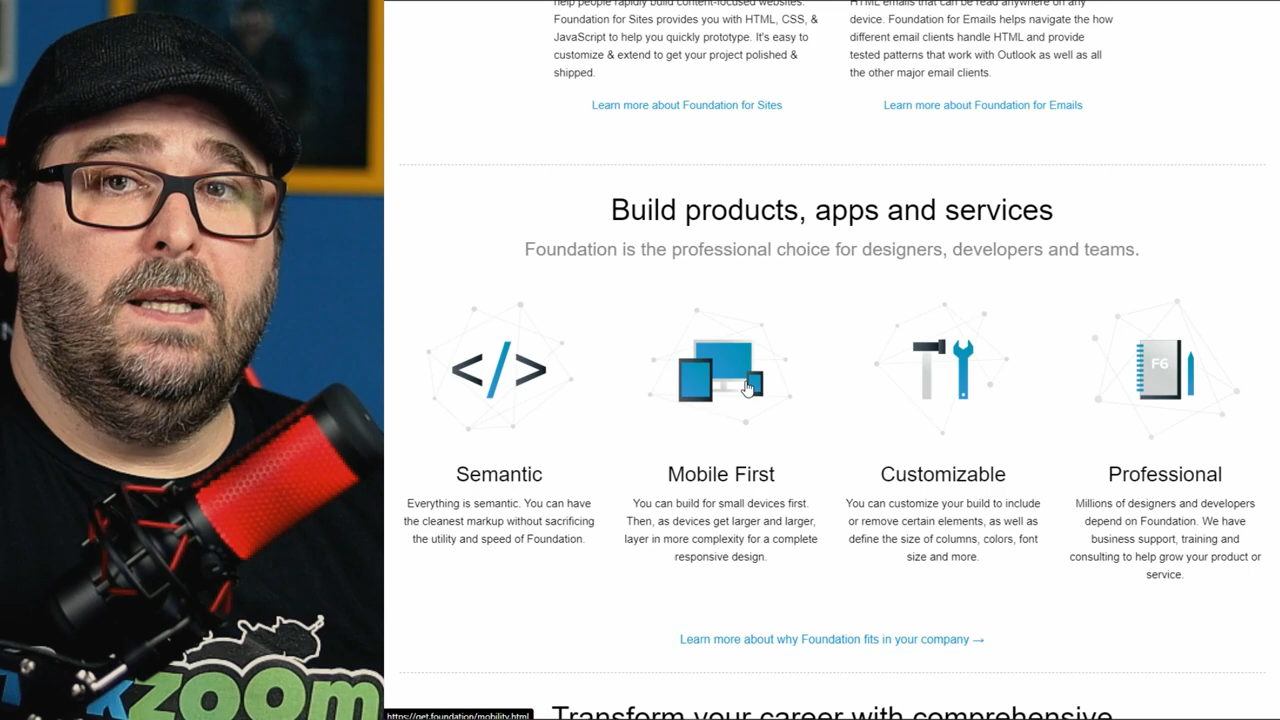 help people rapidly build content-focused websites.
Foundation for Sites provides you with HTML, CSS, &
JavaScript to help you quickly prototype. It's easy to
customize & extend to get your project polished &
shipped.
Learn more about Foundation for Sites
HTML emails that can be read anywhere on any
device. Foundation for Emails helps navigate the how
different email clients handle HTML and provide
tested patterns that work with Outlook as well as all
the other major email clients.
Learn more about Foundation for Emails
Build products, apps and services
Foundation is the professional choice for designers, developers and teams.
F6
Semantic
Everything is semantic. You can have
the cleanest markup without sacrificing
the utility and speed of Foundation.
Mobile First
You can build for small devices first.
Then, as devices get larger and larger,
layer in more complexity for a complete
responsive design.
Customizable
You can customize your build to include
or remove certain elements, as well as
define the size of columns, colors, font
size and more.
Professional
Millions of designers and developers
depend on Foundation. We have
business support, training and
consulting to help grow your product or
service.
Learn more about why Foundation fits in your company →
Transform your career with comprehensive
https://get.foundation/mobility.html
zoom